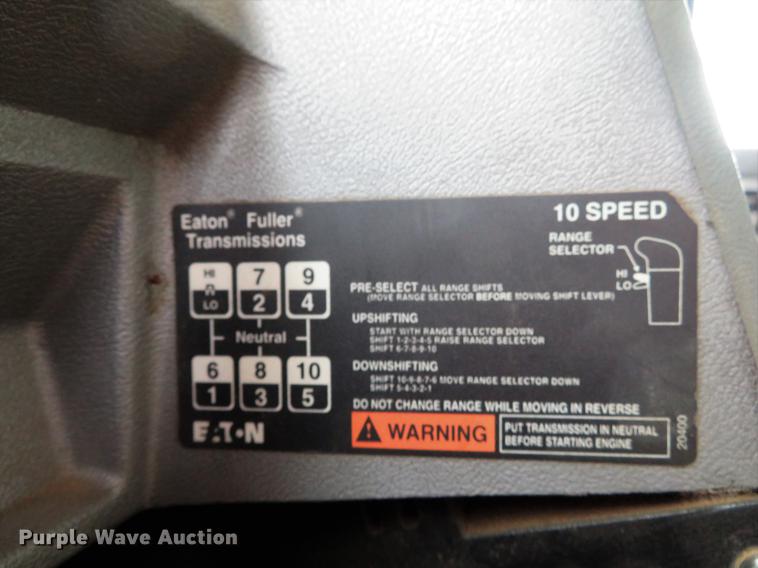 Eaton® Fuller®
Transmissions
10 SPEED
RANGE
SELECTOR
HI
LO
HI
R
LO
7
2
9
4
Neutral
6
1
8
3
10
5
PRE-SELECT ALL RANGE SHIFTS
(MOVE RANGE SELECTOR BEFORE MOVING SHIFT LEVER)
UPSHIFTING
START WITH RANGE SELECTOR DOWN
SHIFT 1-2-3-4-5 RAISE RANGE SELECTOR
SHIFT 6-7-8-9-10
DOWNSHIFTING
SHIFT 10-9-8-7-6 MOVE RANGE SELECTOR DOWN
SHIFT 5-4-3-2-1
DO NOT CHANGE RANGE WHILE MOVING IN REVERSE
WARNING
PUT TRANSMISSION IN NEUTRAL
BEFORE STARTING ENGINE
EATON
20400
Purple Wave Auction